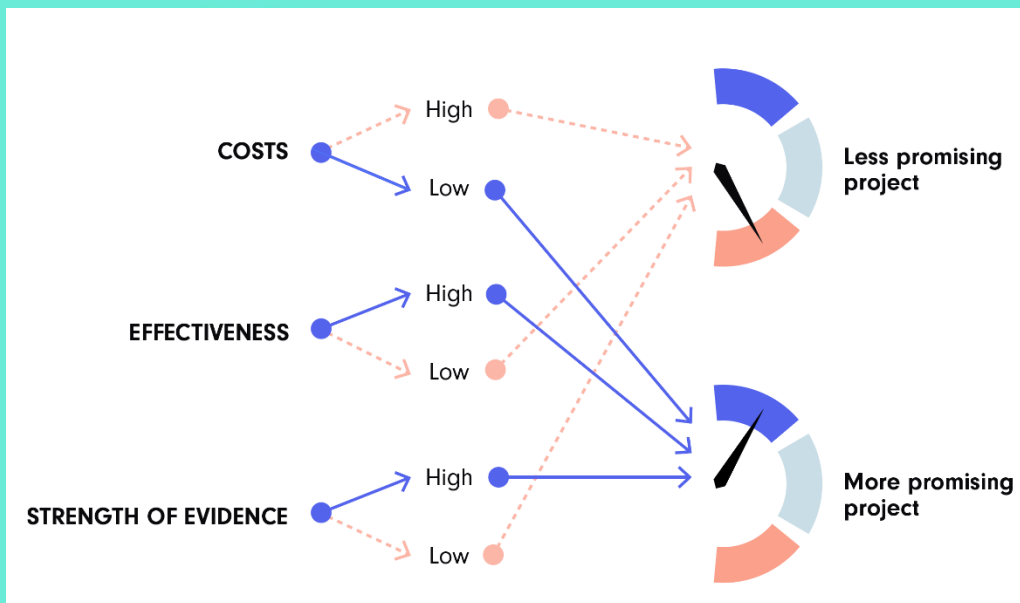 COSTS
High
Low
EFFECTIVENESS
High
Low
STRENGTH OF EVIDENCE
High
Low
Less promising
project
More promising
project